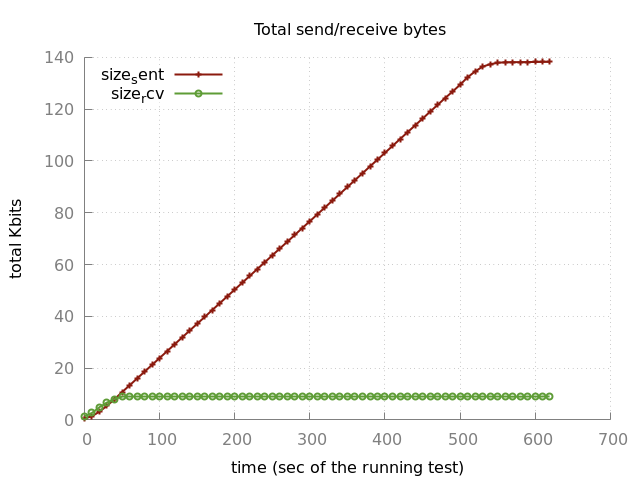 Total send/receive bytes
140
120
100
80
60
40
20
0
size_sent
size_rcv
total Kbits
0 100 200 300 400 500 600 700
time (sec of the running test)